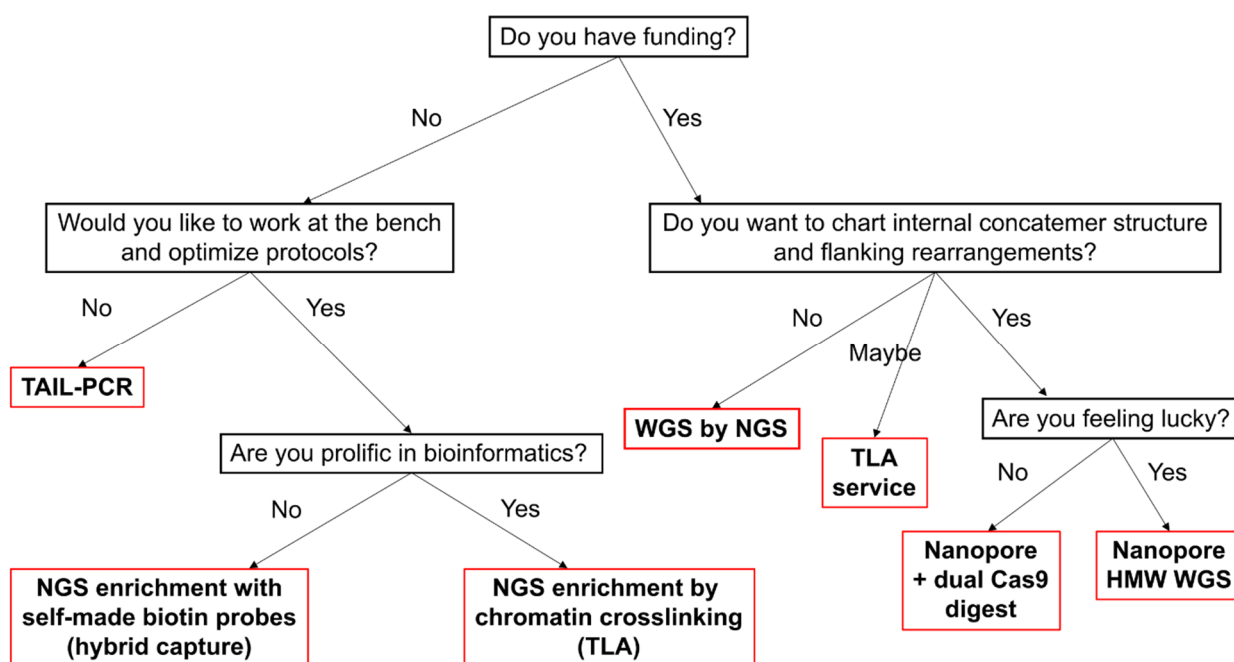 Do you have funding?
No
Yes
Would you like to work at the bench
and optimize protocols?
Do you want to chart internal concatemer structure
and flanking rearrangements?
No
Yes
No
Maybe
Yes
TAIL-PCR
WGS by NGS
Are you feeling lucky?
Are you prolific in bioinformatics?
TLA
service
No
Yes
No
Yes
Nanopore
+ dual Cas9
digest
Nanopore
HMW WGS
NGS enrichment with
self-made biotin probes
(hybrid capture)
NGS enrichment by
chromatin crosslinking
(TLA)